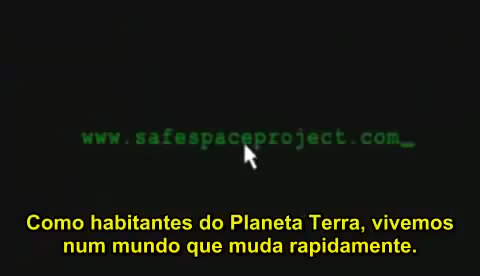 www.safespaceproject.com_
Como habitantes do Planeta Terra, vivemos
num mundo que muda rapidamente.